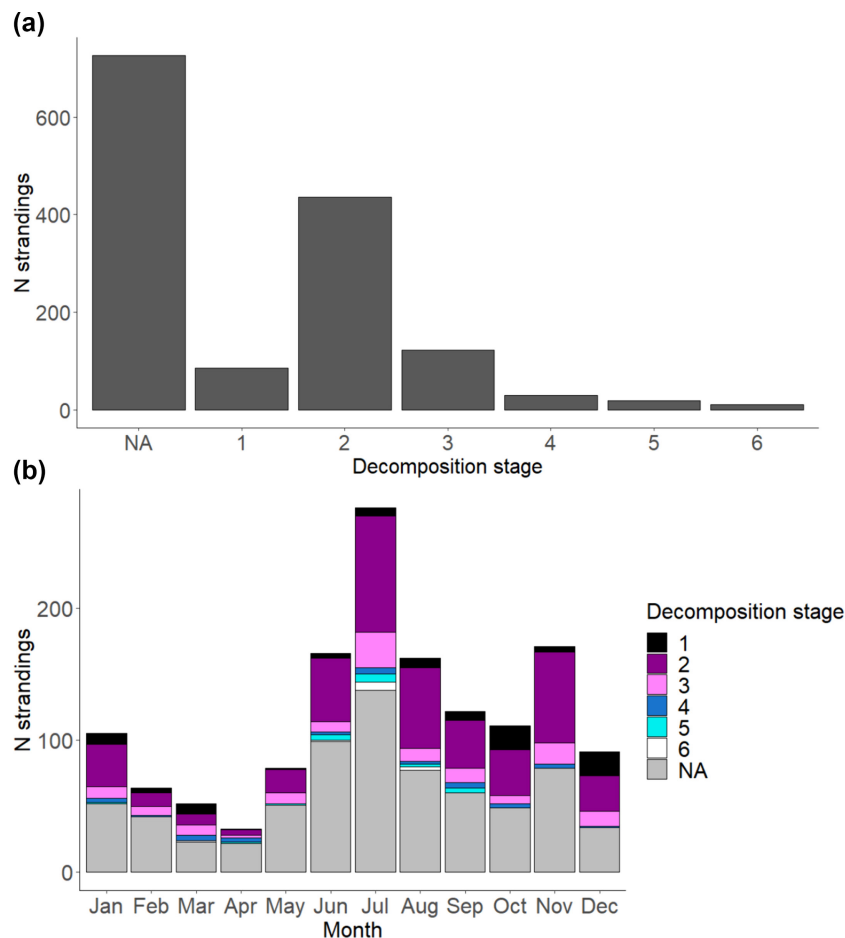 (a)
N strandings
600
400
200
0
NA 1 2 3 4 5 6
Decomposition stage
(b)
N strandings
200
100
0
Jan Feb Mar Apr May Jun Jul Aug Sep Oct Nov Dec
Month
Decomposition stage
1
2
3
4
5
6
NA